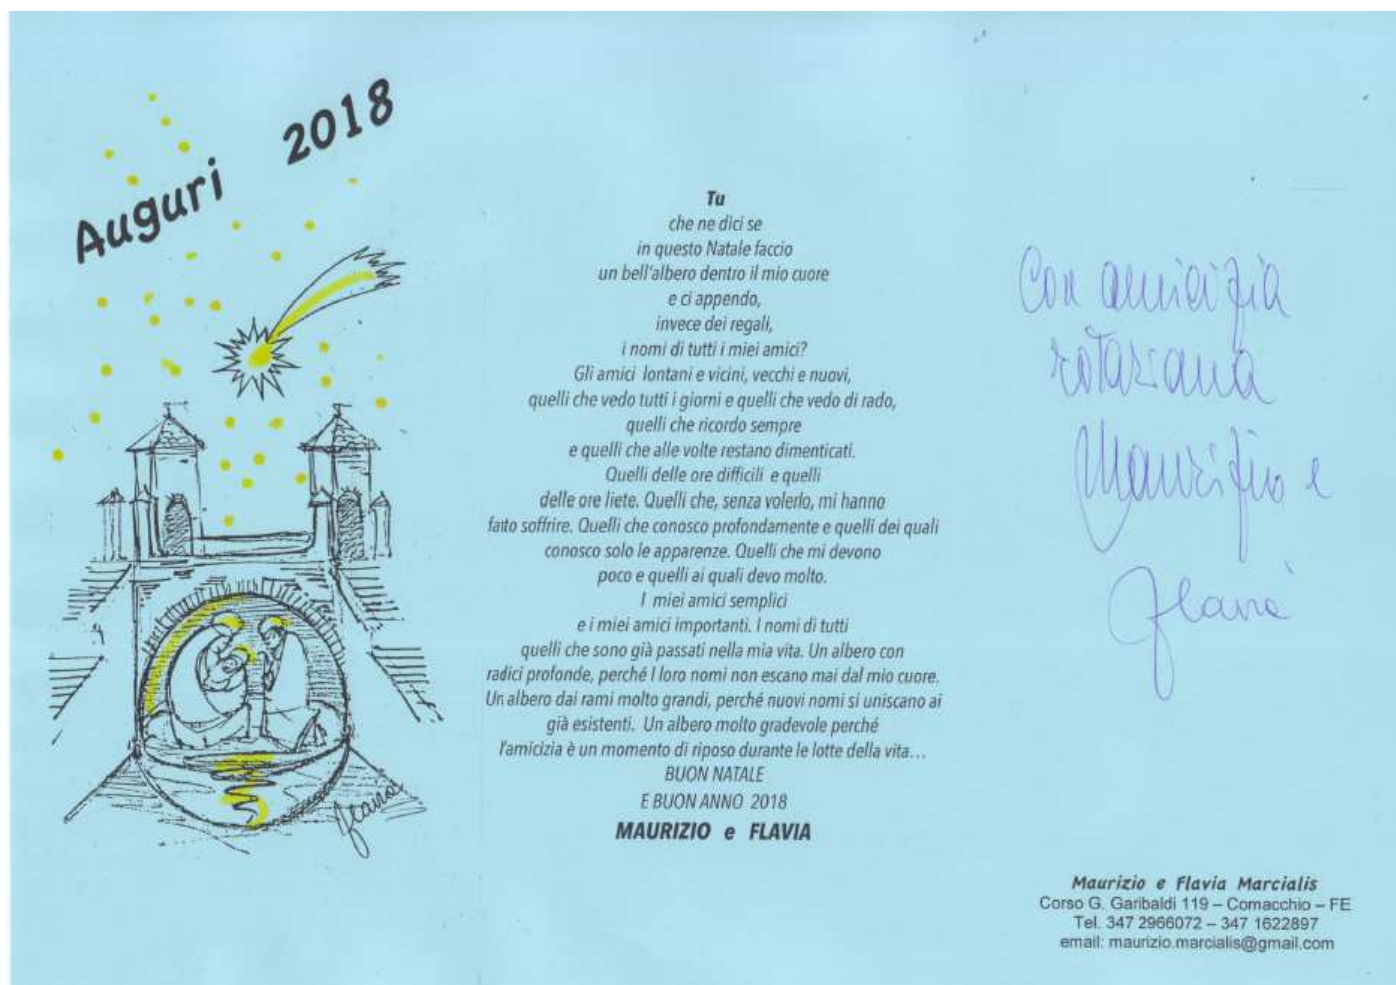 Auguri 2018
Flavia
Tu
che ne dici se
in questo Natale faccio
un bell'albero dentro il mio cuore
e ci appendo,
invece dei regali,
i nomi di tutti i miei amici?
Gli amici lontani e vicini, vecchi e nuovi,
quelli che vedo tutti i giorni e quelli che vedo di rado,
quelli che ricordo sempre
e quelli che alle volte restano dimenticati.
Quelli delle ore difficili e quelli
delle ore liete. Quelli che, senza volerlo, mi hanno
fatto soffrire. Quelli che conosco profondamente e quelli dei quali
conosco solo le apparenze. Quelli che mi devono
poco e quelli ai quali devo molto.
I miei amici semplici
e i miei amici importanti. I nomi di tutti
quelli che sono già passati nella mia vita. Un albero con
radici profonde, perché I loro nomi non escano mai dal mio cuore.
Un albero dai rami molto grandi, perché nuovi nomi si uniscano ai
già esistenti. Un albero molto gradevole perché
l'amicizia è un momento di riposo durante le lotte della vita…
BUON NATALE
E BUON ANNO 2018
MAURIZIO e FLAVIA
Con amicizia
rotariana
Maurizio e
Flavia
Maurizio e Flavia Marcialis
Corso G. Garibaldi 119 – Comacchio – FE
Tel. 347 2966072 – 347 1622897
email: maurizio.marcialis@gmail.com